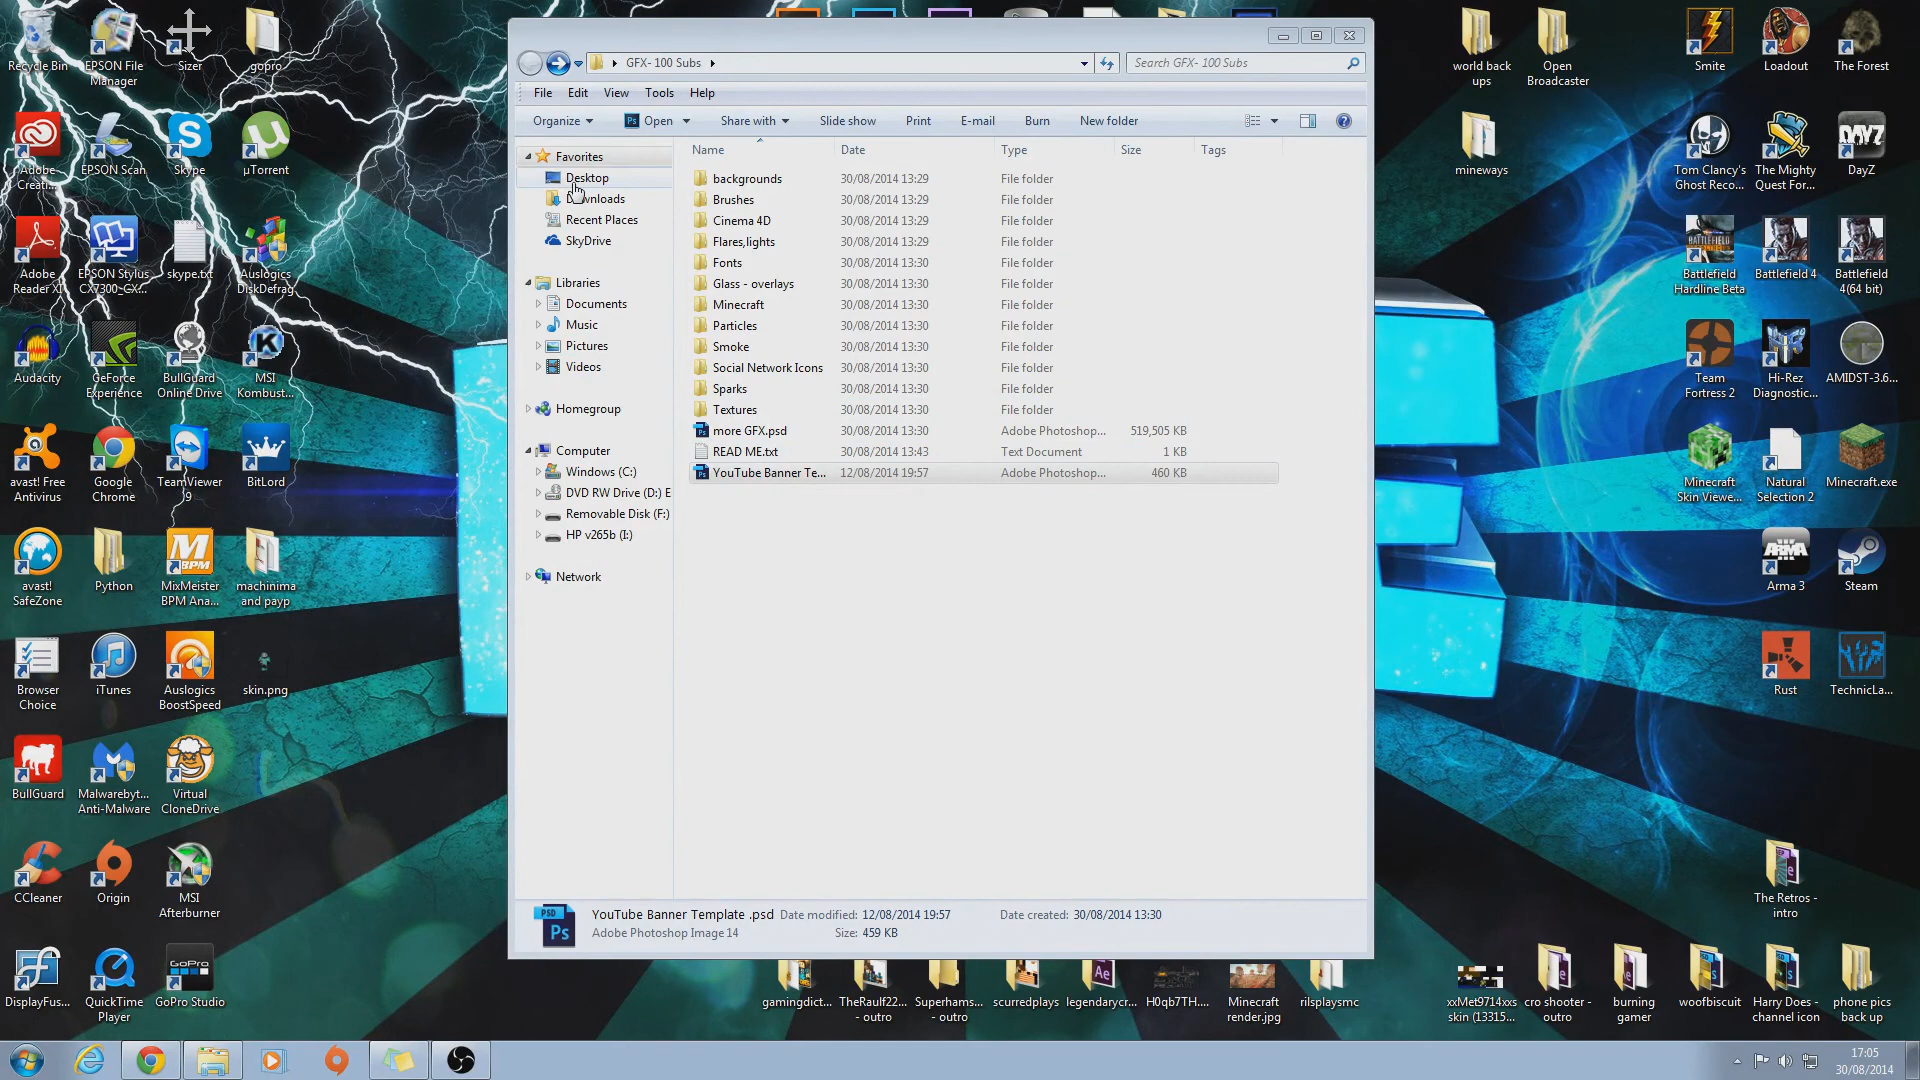 GFX- 100 Subs
Search GFX- 100 Subs
File Edit View Tools Help
Organize Open Share with Slide show Print E-mail Burn New folder
Name Date Type Size Tags
Favorites
Desktop
Recent Places
SkyDrive
Libraries
Documents
Music
Pictures
Videos
Homegroup
Computer
Windows (C:)
DVD RW Drive (D:) E
Removable Disk (F:)
HP v265b (I:)
Network
backgrounds 30/08/2014 13:29 File folder
Brushes 30/08/2014 13:29 File folder
Cinema 4D 30/08/2014 13:29 File folder
Flares,lights 30/08/2014 13:29 File folder
Fonts 30/08/2014 13:30 File folder
Glass - overlays 30/08/2014 13:30 File folder
Minecraft 30/08/2014 13:30 File folder
Particles 30/08/2014 13:30 File folder
Smoke 30/08/2014 13:30 File folder
Social Network Icons 30/08/2014 13:30 File folder
Sparks 30/08/2014 13:30 File folder
Textures 30/08/2014 13:30 File folder
more GFX.psd 30/08/2014 13:30 Adobe Photoshop... 519,505 KB
READ ME.txt 30/08/2014 13:43 Text Document 1 KB
YouTube Banner Te... 12/08/2014 19:57 Adobe Photoshop... 460 KB
YouTube Banner Template .psd Date modified: 12/08/2014 19:57 Date created: 30/08/2014 13:30
Adobe Photoshop Image 14 Size: 459 KB
Recycle Bin
EPSON File
Manager
Sizer
gopro
Adobe
Creati...
EPSON Scan
Skype
µTorrent
Adobe
Reader XI
EPSON Stylus
CX7300_CX...
skype.txt
Auslogics
DiskDefrag
Audacity
GeForce
Experience
BullGuard
Online Drive
MSI
Kombust...
avast! Free
Antivirus
Google
Chrome
TeamViewer
9
BitLord
avast!
SafeZone
Python
MixMeister
BPM Ana...
machinima
and payp
Browser
Choice
iTunes
Auslogics
BoostSpeed
skin.png
BullGuard
Malwarebyt...
Anti-Malware
Virtual
CloneDrive
CCleaner
Origin
MSI
Afterburner
DisplayFus...
QuickTime
Player
GoPro Studio
world back
ups
Open
Broadcaster
Smite
Loadout
The Forest
mineways
Tom Clancy's
Ghost Reco...
The Mighty
Quest For...
DayZ
Battlefield
Hardline Beta
Battlefield 4
Battlefield
4(64 bit)
Team
Fortress 2
Hi-Rez
Diagnostic...
AMIDST-3.6...
Minecraft
Skin Viewe...
Natural
Selection 2
Minecraft.exe
Arma 3
Steam
Rust
TechnicLa...
The Retros -
intro
gamingdict...
TheRaulf22...
- outro
Superhams...
- outro
scurredplays
legendarycr...
H0qb7TH....
Minecraft
render.jpg
rilsplaysmc
xxMet9714xxs
skin (13315...
cro shooter -
outro
burning
gamer
woofbiscuit
Harry Does -
channel icon
phone pics
back up
17:05
30/08/2014